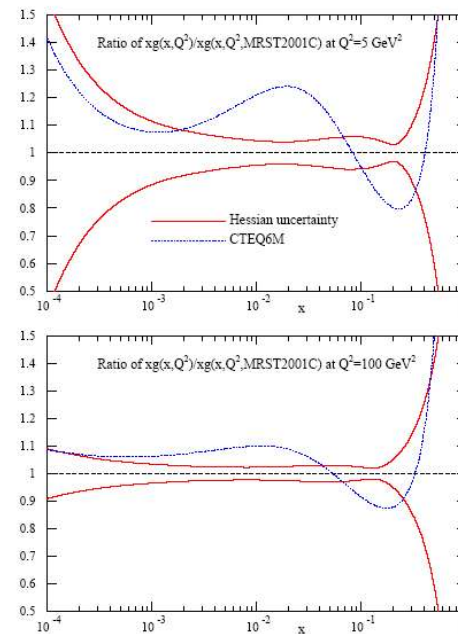 1.5
Ratio of xg(x,Q²)/xg(x,Q²,MRST2001C) at Q²=5 GeV²
1.4
1.3
1.2
1.1
1
0.9
0.8
Hessian uncertainty
0.7
CTEQ6M
0.6
0.5
10⁻⁴ 10⁻³ 10⁻² 10⁻¹
x
1.5
Ratio of xg(x,Q²)/xg(x,Q²,MRST2001C) at Q²=100 GeV²
1.4
1.3
1.2
1.1
1
0.9
0.8
0.7
0.6
0.5
10⁻⁴ 10⁻³ 10⁻² 10⁻¹
x